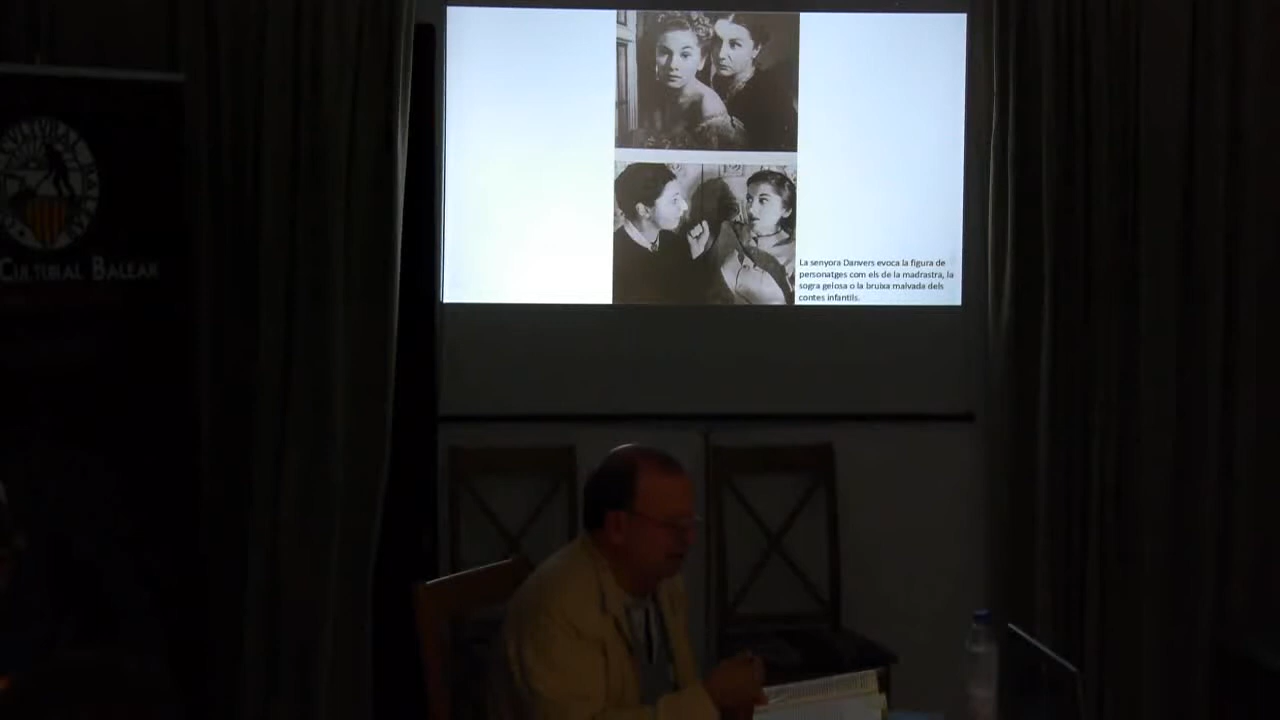 CULTURAL BALEAR
La senyora Danvers evoca la figura de
personatges com els de la madrastra, la
sogra gelosa o la bruixa malvada dels
contes infantils.